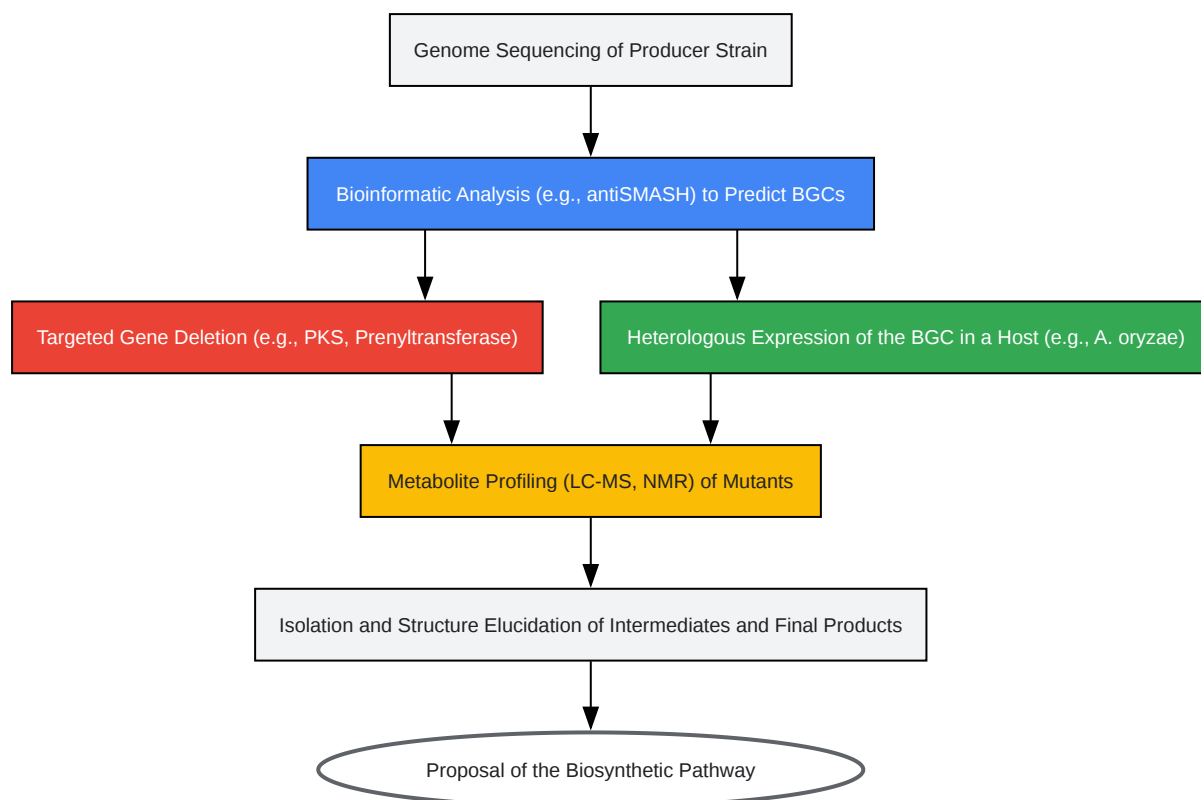 Genome Sequencing of Producer Strain
Bioinformatic Analysis (e.g., antiSMASH) to Predict BGCs
Targeted Gene Deletion (e.g., PKS, Prenyltransferase)
Heterologous Expression of the BGC in a Host (e.g., A. oryzae)
Metabolite Profiling (LC-MS, NMR) of Mutants
Isolation and Structure Elucidation of Intermediates and Final Products
Proposal of the Biosynthetic Pathway